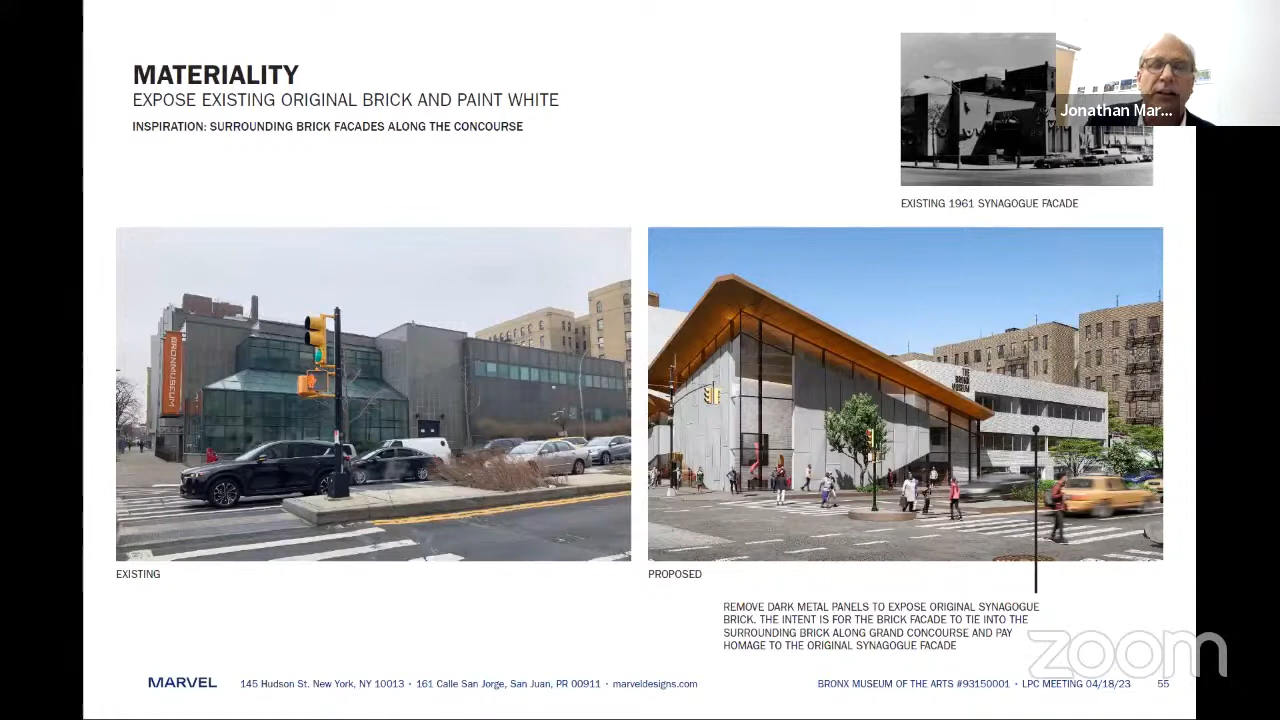 MATERIALITY
EXPOSE EXISTING ORIGINAL BRICK AND PAINT WHITE
INSPIRATION: SURROUNDING BRICK FACADES ALONG THE CONCOURSE
Jonathan Mar...
EXISTING 1961 SYNAGOGUE FACADE
BRONXMUSEUM
THE
BRONX
MUSEUM
EXISTING
PROPOSED
REMOVE DARK METAL PANELS TO EXPOSE ORIGINAL SYNAGOGUE
BRICK. THE INTENT IS FOR THE BRICK FACADE TO TIE INTO THE
SURROUNDING BRICK ALONG GRAND CONCOURSE AND PAY
HOMAGE TO THE ORIGINAL SYNAGOGUE FACADE
zoom
MARVEL 145 Hudson St. New York, NY 10013 • 161 Calle San Jorge, San Juan, PR 00911 • marveldesigns.com BRONX MUSEUM OF THE ARTS #93150001 • LPC MEETING 04/18/23 55